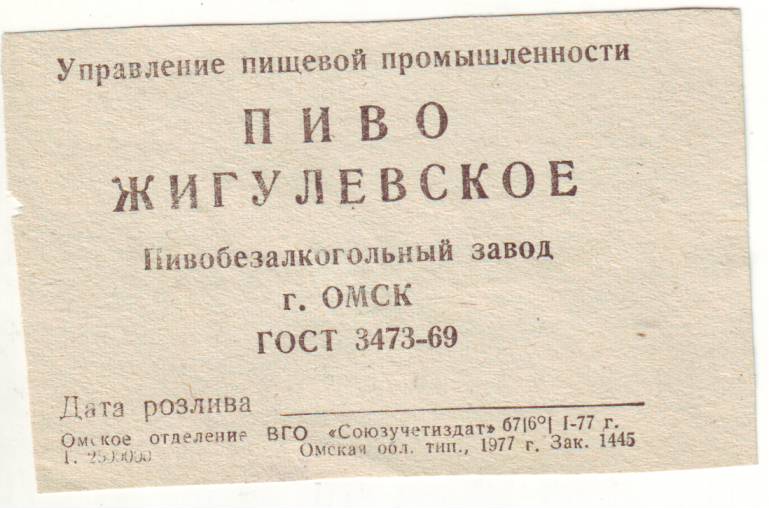 Управление пищевой промышленности
ПИВО
ЖИГУЛЕВСКОЕ
Пивобезалкогольный завод
г. ОМСК
ГОСТ 3473-69
Дата розлива
Омское отделение ВГО «Союзучетиздат» 67|6°| I-77 г.
Т. 2500000 Омская обл. тип., 1977 г. Зак. 1445